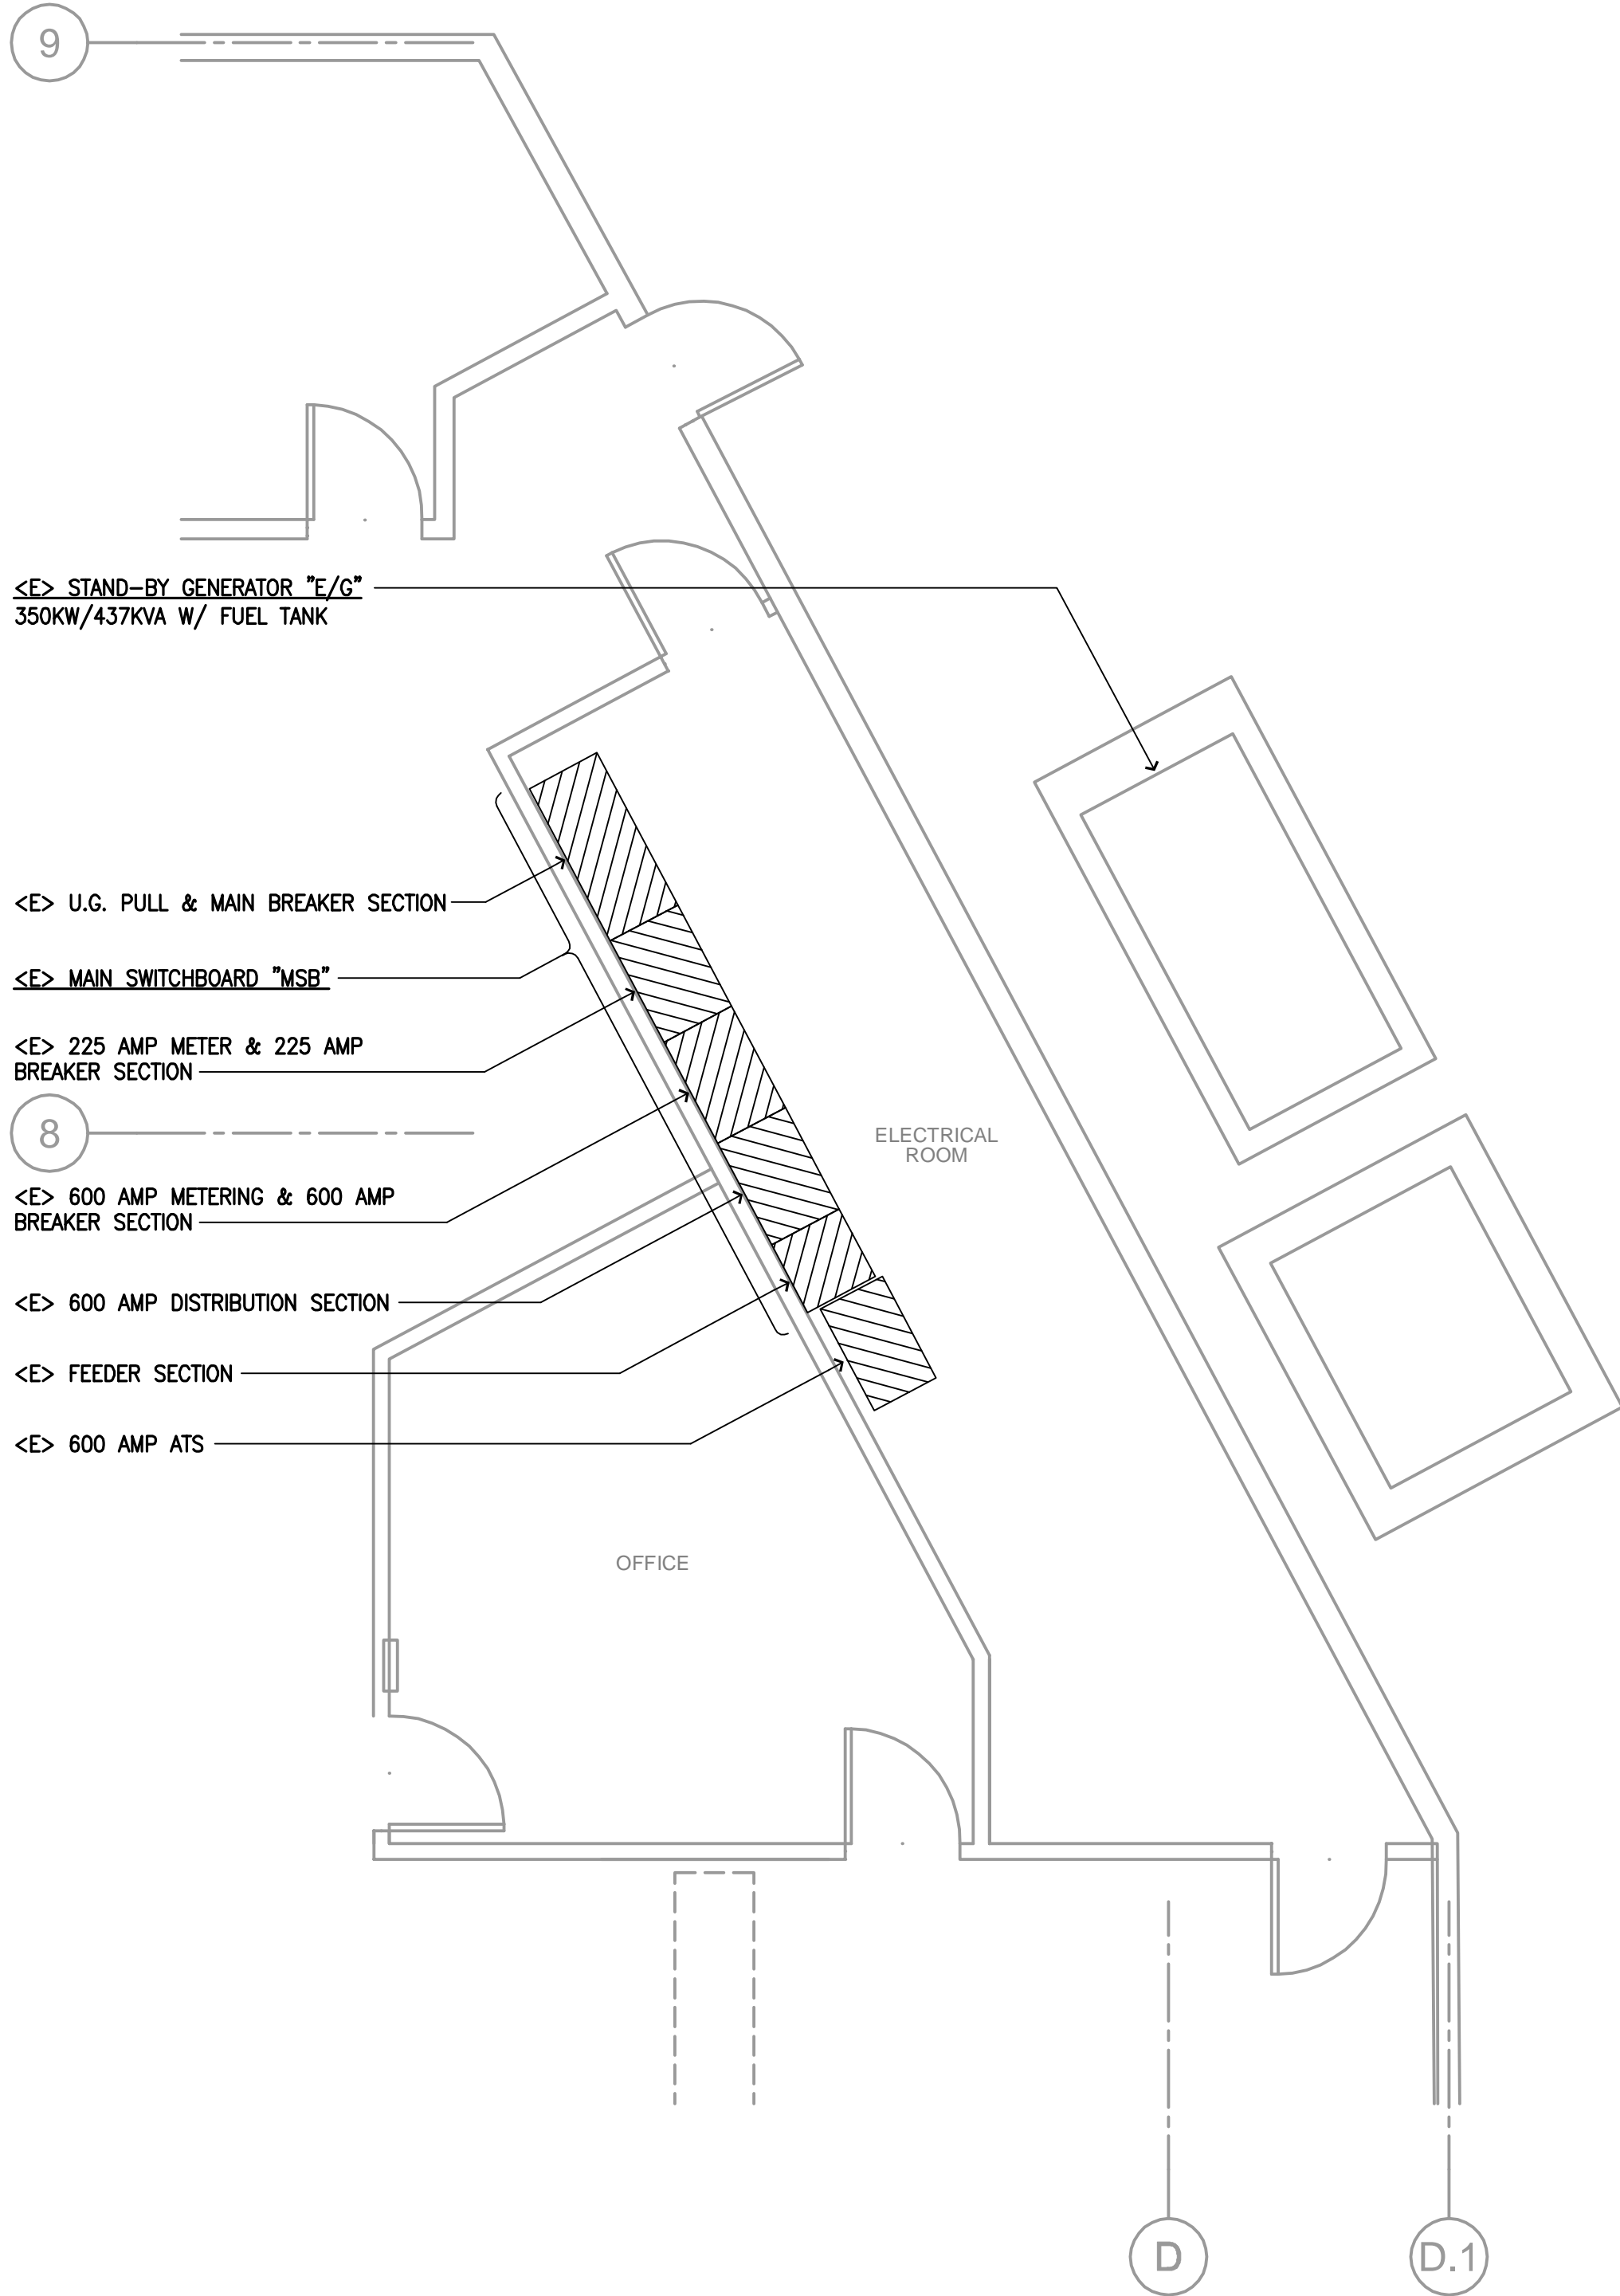 9
<E> STAND-BY GENERATOR "E/G"
350KW/437KVA W/ FUEL TANK
<E> U.G. PULL & MAIN BREAKER SECTION
<E> MAIN SWITCHBOARD "MSB"
<E> 225 AMP METER & 225 AMP
BREAKER SECTION
8
ELECTRICAL
ROOM
<E> 600 AMP METERING & 600 AMP
BREAKER SECTION
<E> 600 AMP DISTRIBUTION SECTION
<E> FEEDER SECTION
<E> 600 AMP ATS
OFFICE
D
D.1